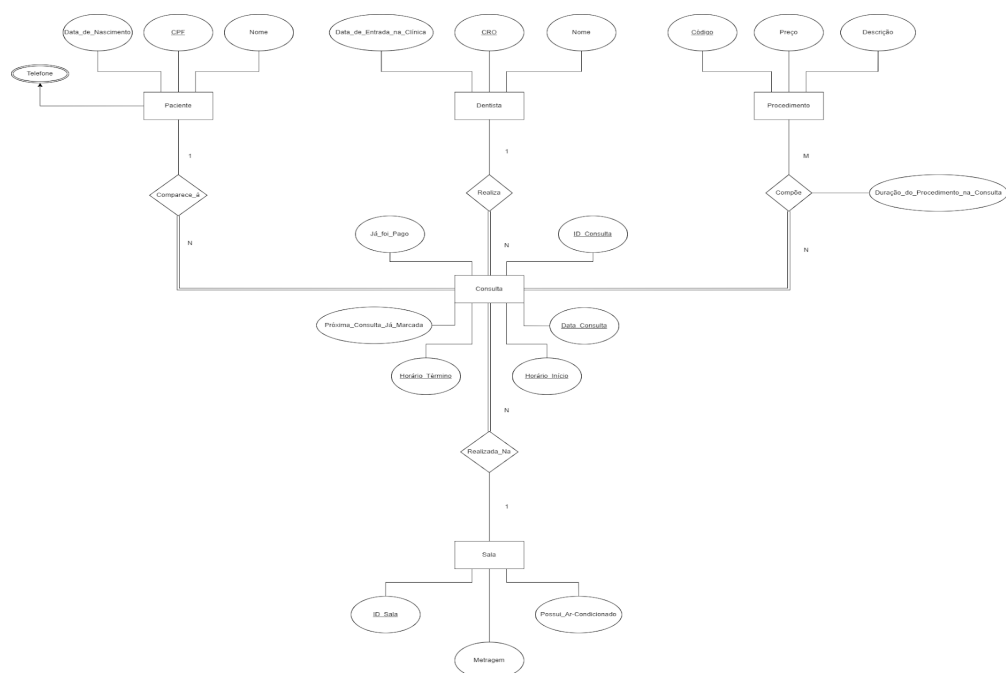 Data_de_Nascimento
CPF
Nome
Data_de_Entrada_na_Clínica
CRO
Nome
Código
Preço
Descrição
Telefone
Paciente
Dentista
Procedimento
1
1
M
Comparece_à
Realiza
Compõe
Duração_do_Procedimento_na_Consulta
Já_foi_Pago
ID_Consulta
N
N
N
Consulta
Próxima_Consulta_Já_Marcada
Data_Consulta
Horário_Término
Horário_Início
N
Realizada_Na
1
Sala
ID_Sala
Possui_Ar-Condicionado
Metragem